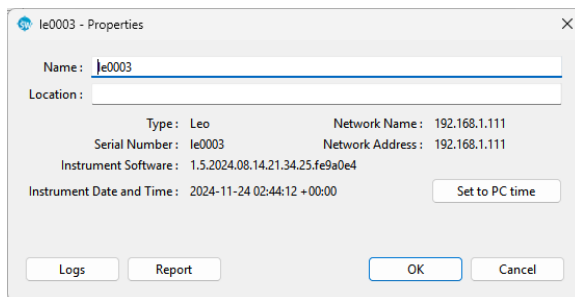 le0003 - Properties
Name : le0003
Location :
Type : Leo Network Name : 192.168.1.111
Serial Number : le0003 Network Address : 192.168.1.111
Instrument Software : 1.5.2024.08.14.21.34.25.fe9a0e4
Instrument Date and Time : 2024-11-24 02:44:12 +00:00 Set to PC time
Logs Report OK Cancel